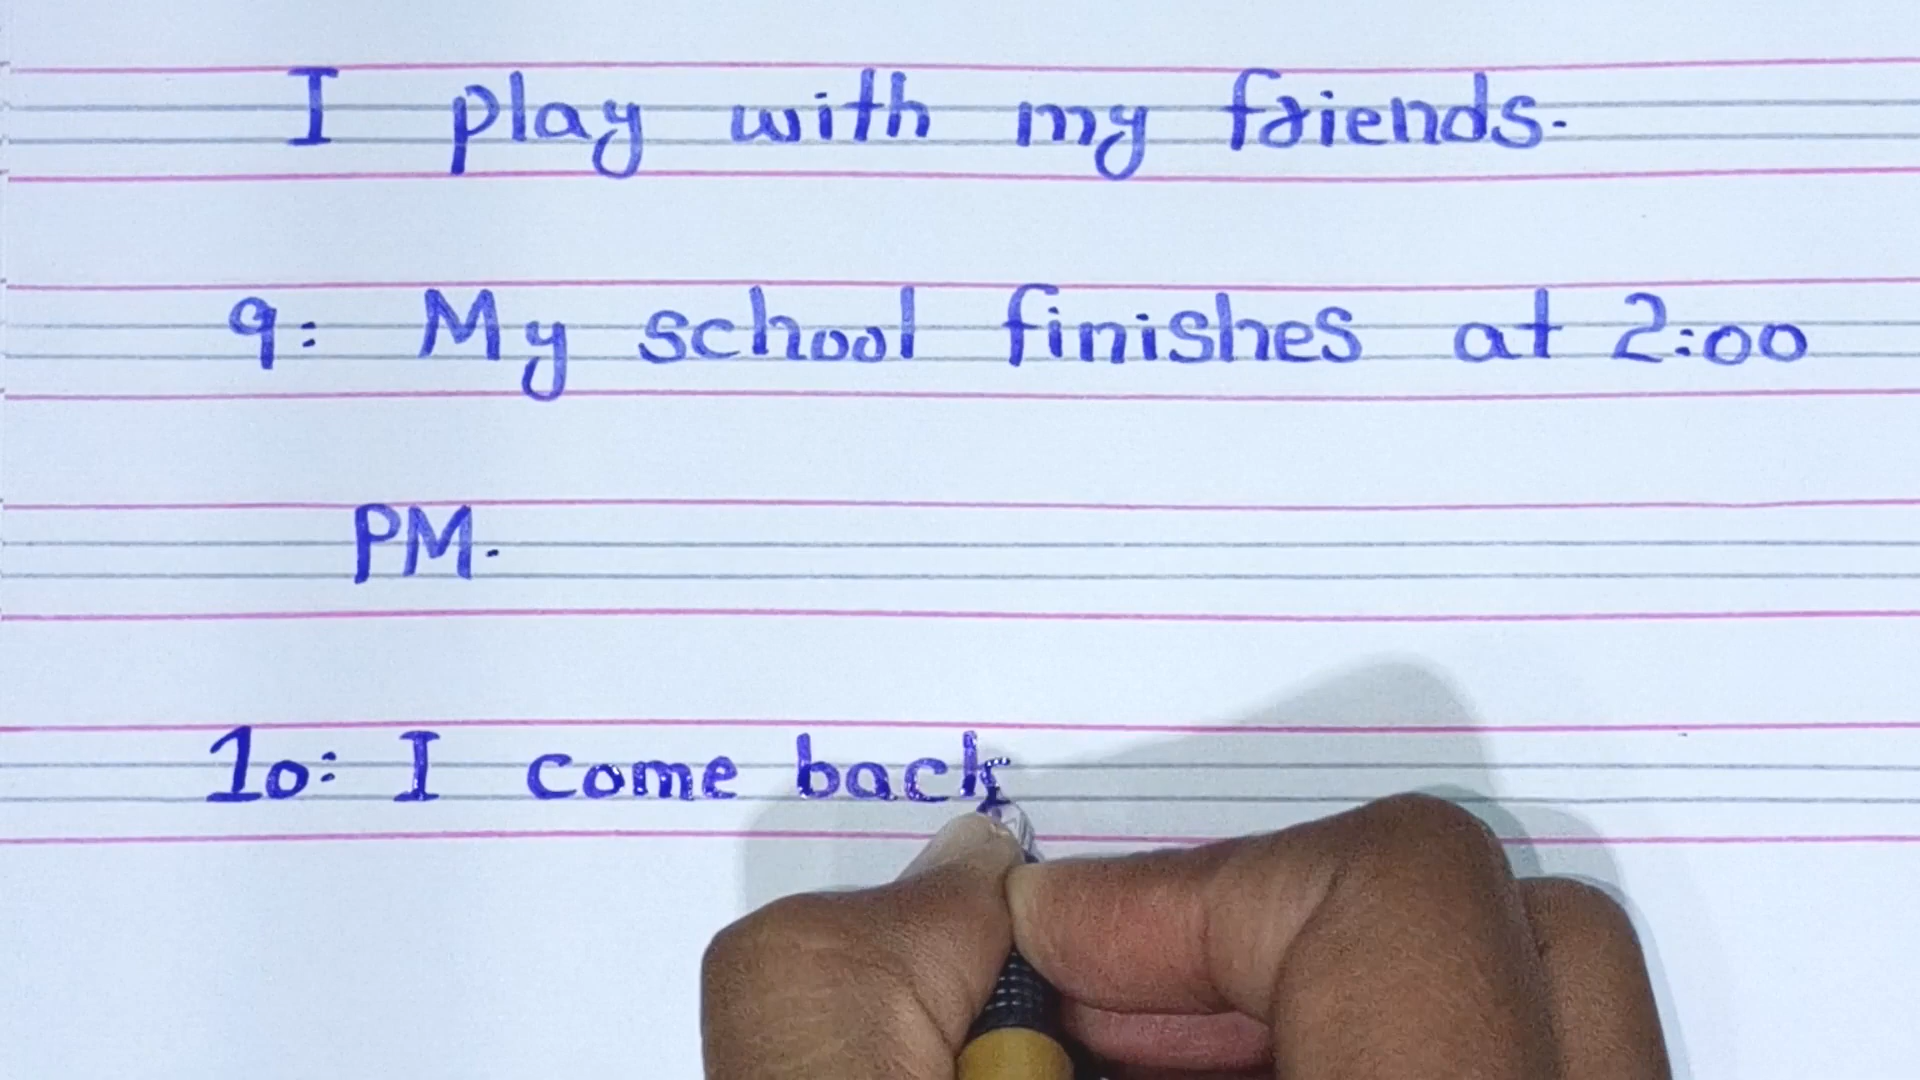 I play with my friends.
9: My school finishes at 2:00
PM.
10: I come back